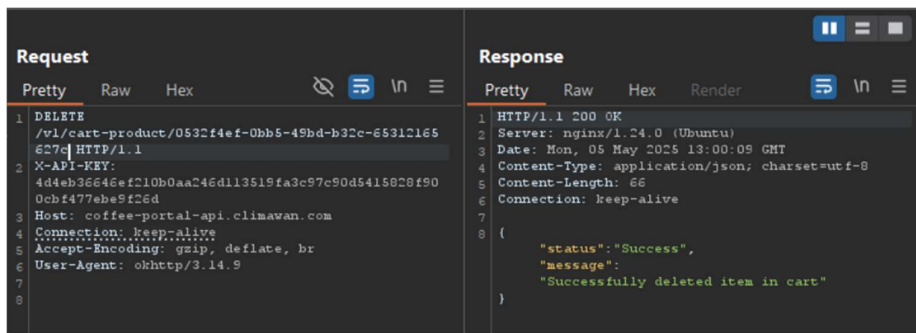 Request
Pretty Raw Hex \n
1 DELETE
/v1/cart-product/0532f4ef-0bb5-49bd-b32c-65312165
627c HTTP/1.1
2 X-API-KEY:
4d4eb36646ef210b0aa246d113519fa3c97c90d5415828f90
0cbf477ebe9f26d
3 Host: coffee-portal-api.climawan.com
4 Connection: keep-alive
5 Accept-Encoding: gzip, deflate, br
6 User-Agent: okhttp/3.14.9
7
8
Response
Pretty Raw Hex Render \n
1 HTTP/1.1 200 OK
2 Server: nginx/1.24.0 (Ubuntu)
3 Date: Mon, 05 May 2025 13:00:09 GMT
4 Content-Type: application/json; charset=utf-8
5 Content-Length: 66
6 Connection: keep-alive
7
8 {
"status":"Success",
"message":
"Successfully deleted item in cart"
}